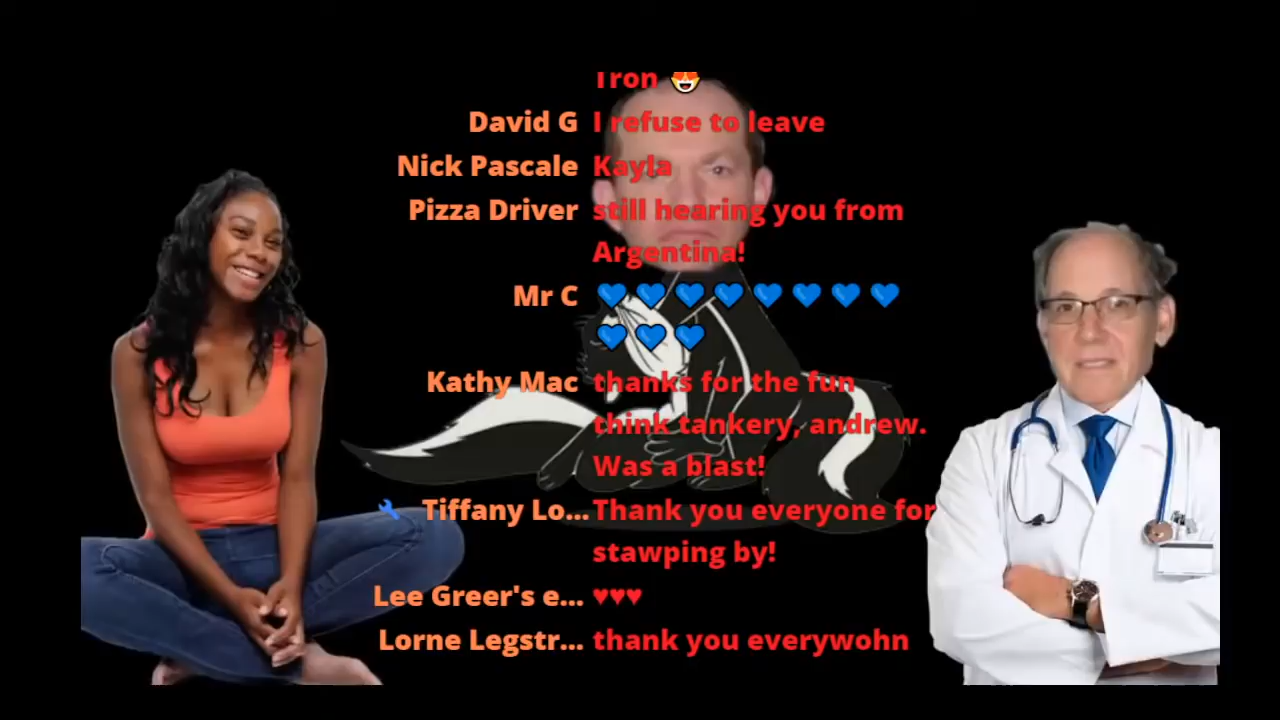 Tron 😍
David G I refuse to leave
Nick Pascale Kayla
Pizza Driver still hearing you from
Argentina!
Mr C 💙 💙 💙 💙 💙 💙 💙 💙
💙 💙 💙
Kathy Mac thanks for the fun
think tankery, andrew.
Was a blast!
🔧 Tiffany Lo... Thank you everyone for
stawping by!
Lee Greer's e... ♥♥♥
Lorne Legstr... thank you everywohn